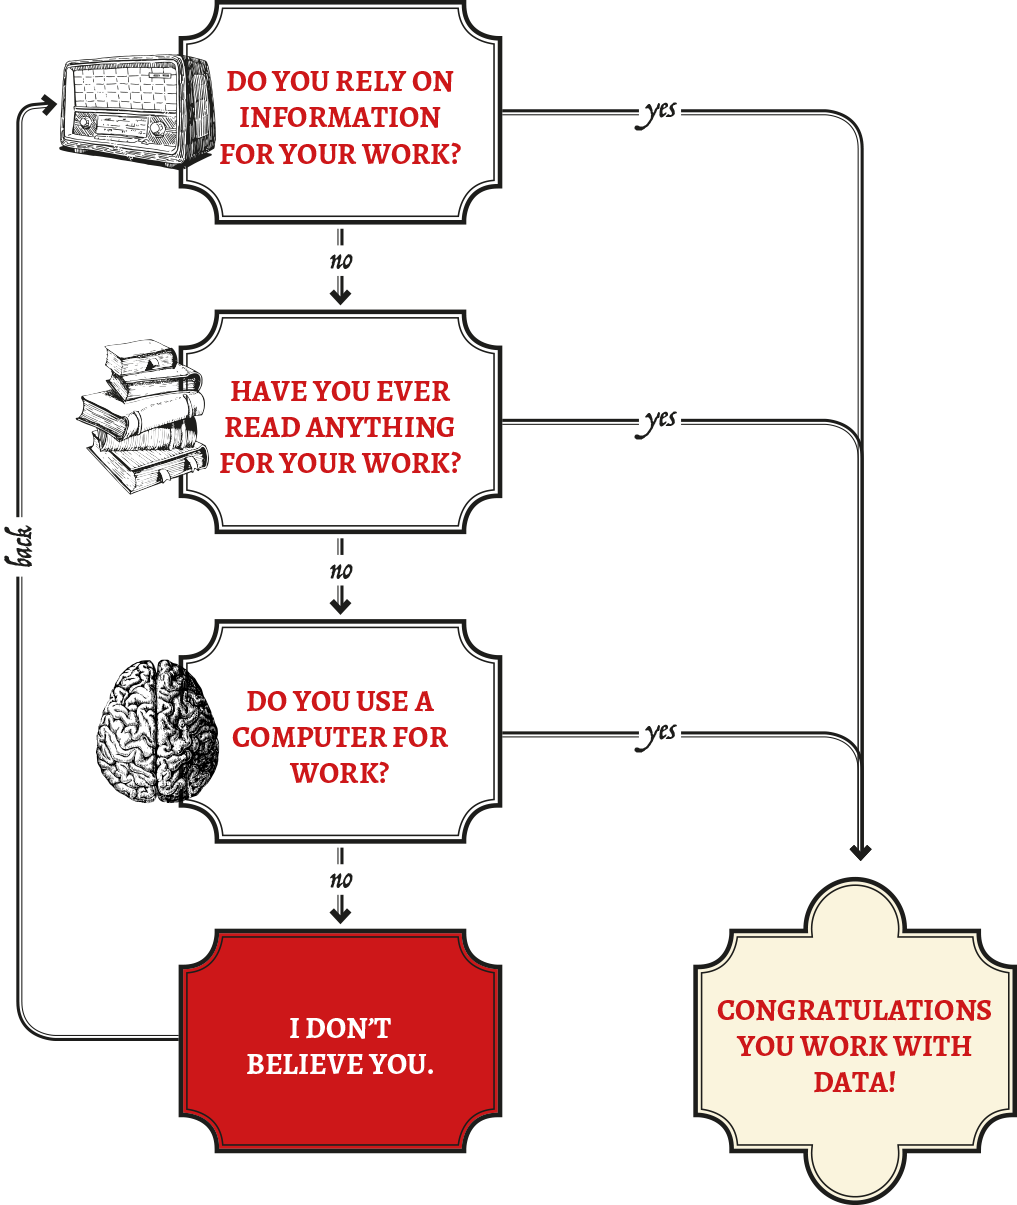 DO YOU RELY ON
INFORMATION
FOR YOUR WORK?
yes
no
HAVE YOU EVER
READ ANYTHING
FOR YOUR WORK?
yes
back
no
DO YOU USE A
COMPUTER FOR
WORK?
yes
no
I DON’T
BELIEVE YOU.
CONGRATULATIONS
YOU WORK WITH
DATA!